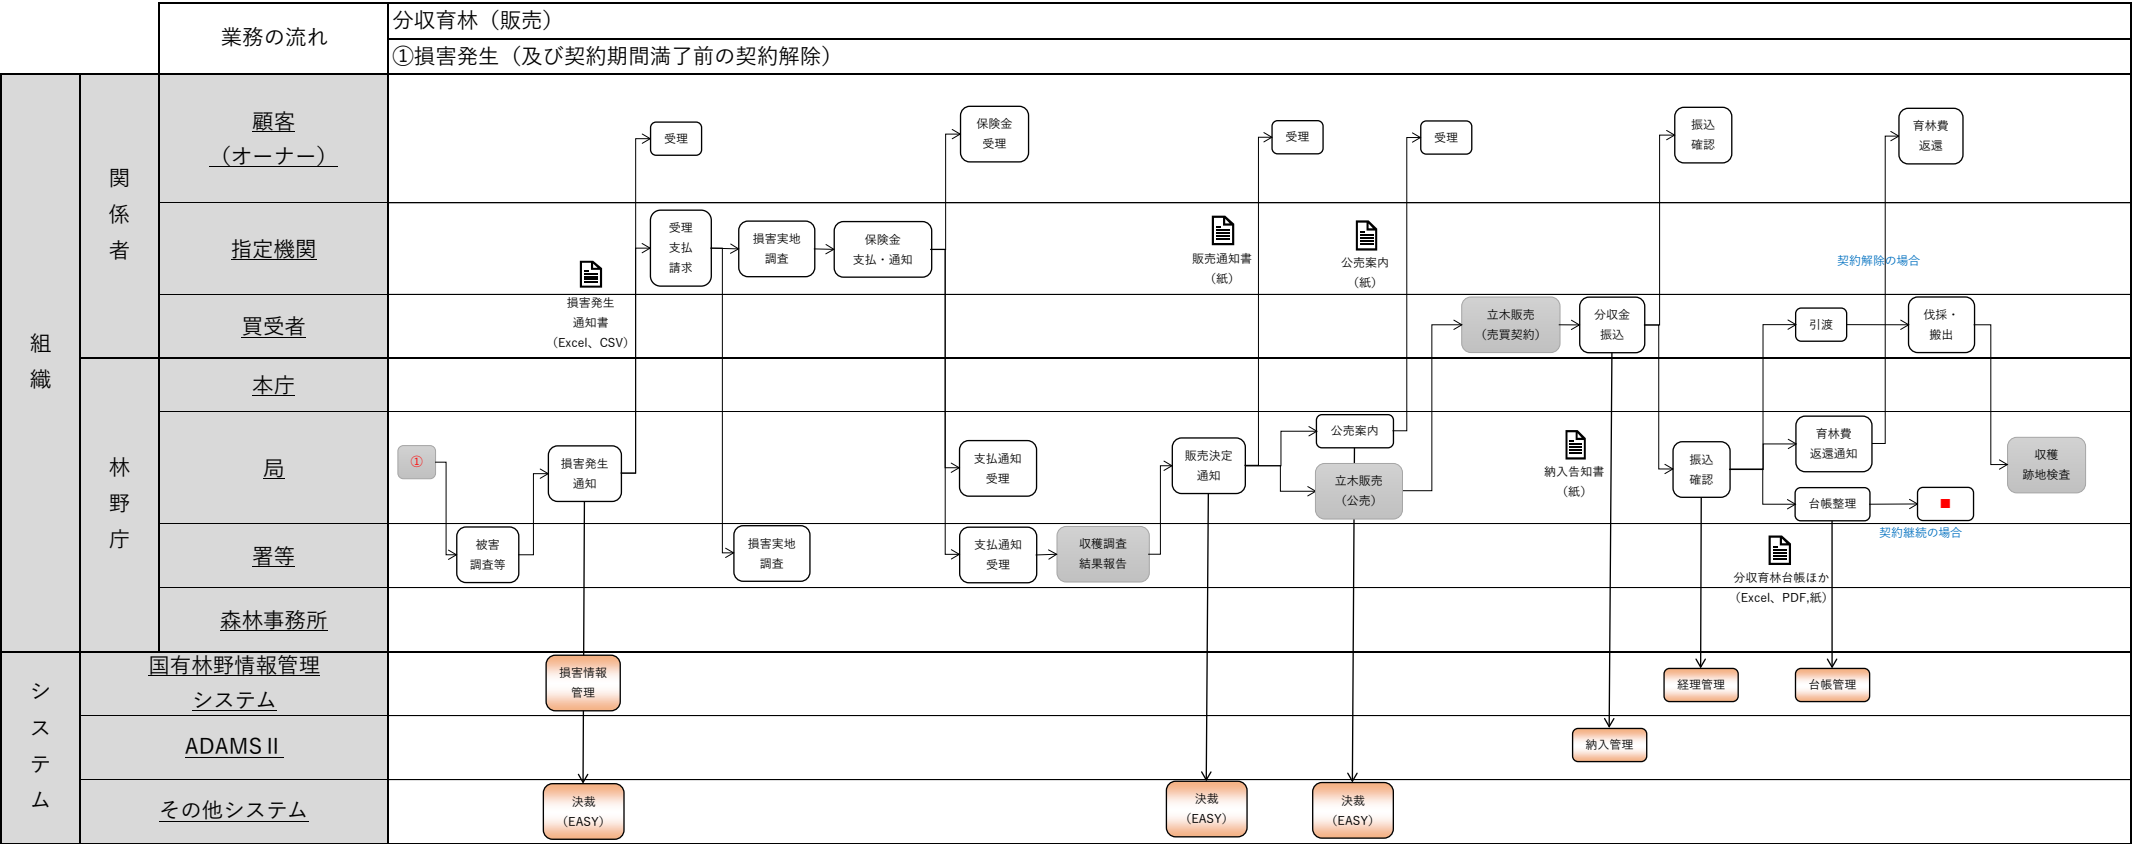 業務の流れ
分収育林（販売）
①損害発生（及び契約期間満了前の契約解除）
組
織
関
係
者
顧客
（オーナー）
受理
保険金
受理
受理
受理
振込
確認
育林費
返還
指定機関
損害発生
通知書
（Excel、CSV）
受理
支払
請求
損害実地
調査
保険金
支払・通知
販売通知書
（紙）
公売案内
（紙）
契約解除の場合
買受者
立木販売
（売買契約）
分収金
振込
引渡
伐採・
搬出
林
野
庁
本庁
局
①
損害発生
通知
支払通知
受理
販売決定
通知
公売案内
立木販売
（公売）
納入告知書
（紙）
振込
確認
育林費
返還通知
台帳整理
■
契約継続の場合
収穫
跡地検査
署等
被害
調査等
損害実地
調査
支払通知
受理
収穫調査
結果報告
分収育林台帳ほか
（Excel、PDF,紙）
森林事務所
シ
ス
テ
ム
国有林野情報管理
システム
損害情報
管理
経理管理
台帳管理
ADAMSⅡ
納入管理
その他システム
決裁
（EASY）
決裁
（EASY）
決裁
（EASY）